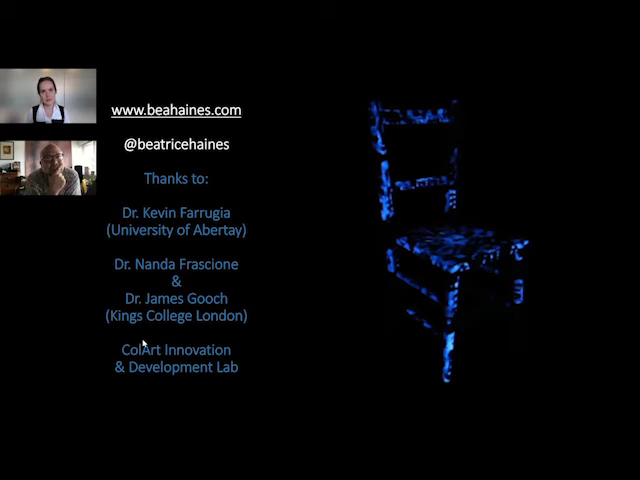 www.beahaines.com
@beatricehaines
Thanks to:
Dr. Kevin Farrugia
(University of Abertay)
Dr. Nanda Frascione
&
Dr. James Gooch
(Kings College London)
ColArt Innovation
& Development Lab